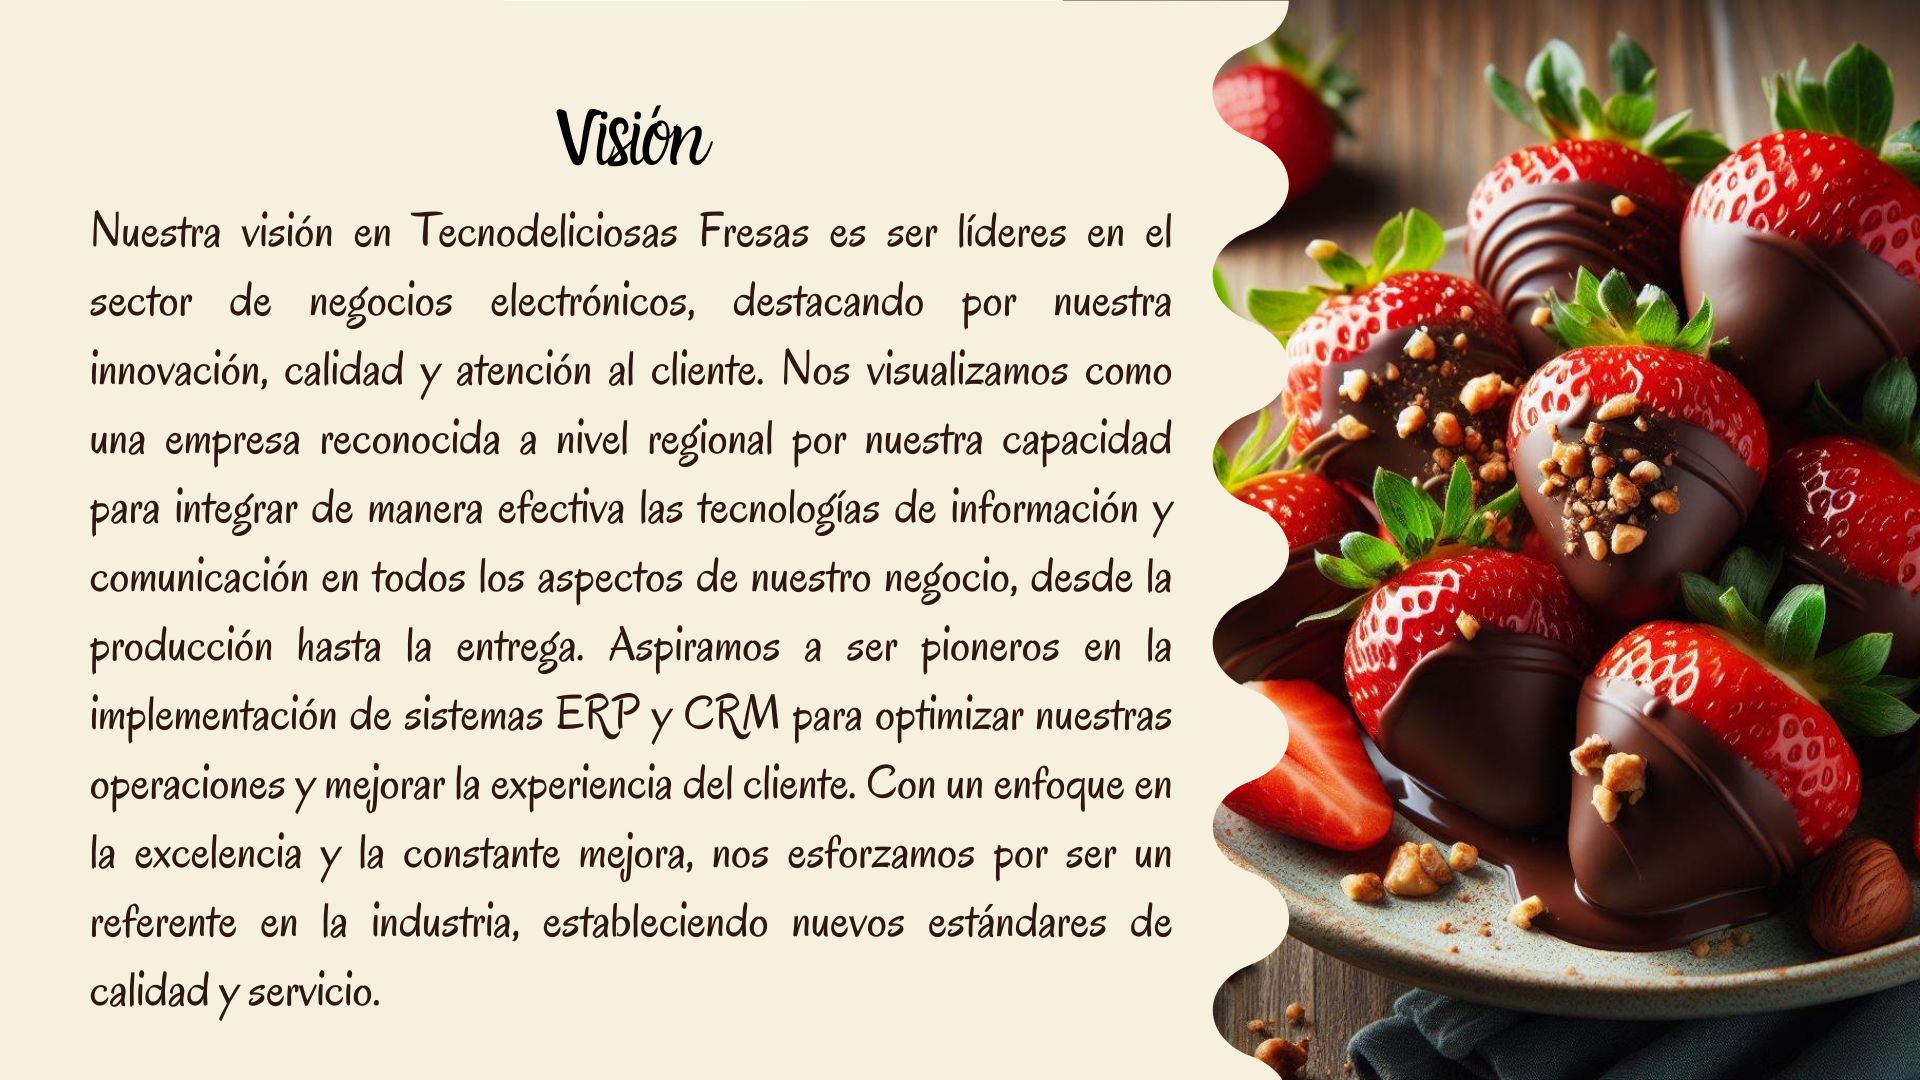 Visión
Nuestra visión en Tecnodeliciosas Fresas es ser líderes en el
sector de negocios electrónicos, destacando por nuestra
innovación, calidad y atención al cliente. Nos visualizamos como
una empresa reconocida a nivel regional por nuestra capacidad
para integrar de manera efectiva las tecnologías de información y
comunicación en todos los aspectos de nuestro negocio, desde la
producción hasta la entrega. Aspiramos a ser pioneros en la
implementación de sistemas ERP y CRM para optimizar nuestras
operaciones y mejorar la experiencia del cliente. Con un enfoque en
la excelencia y la constante mejora, nos esforzamos por ser un
referente en la industria, estableciendo nuevos estándares de
calidad y servicio.